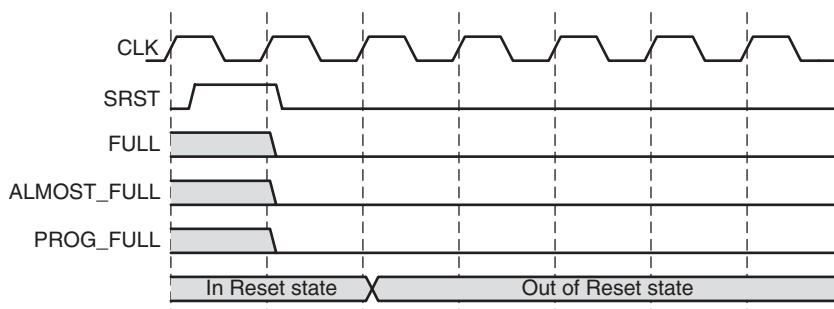 CLK
SRST
FULL
ALMOST_FULL
PROG_FULL
In Reset state Out of Reset state